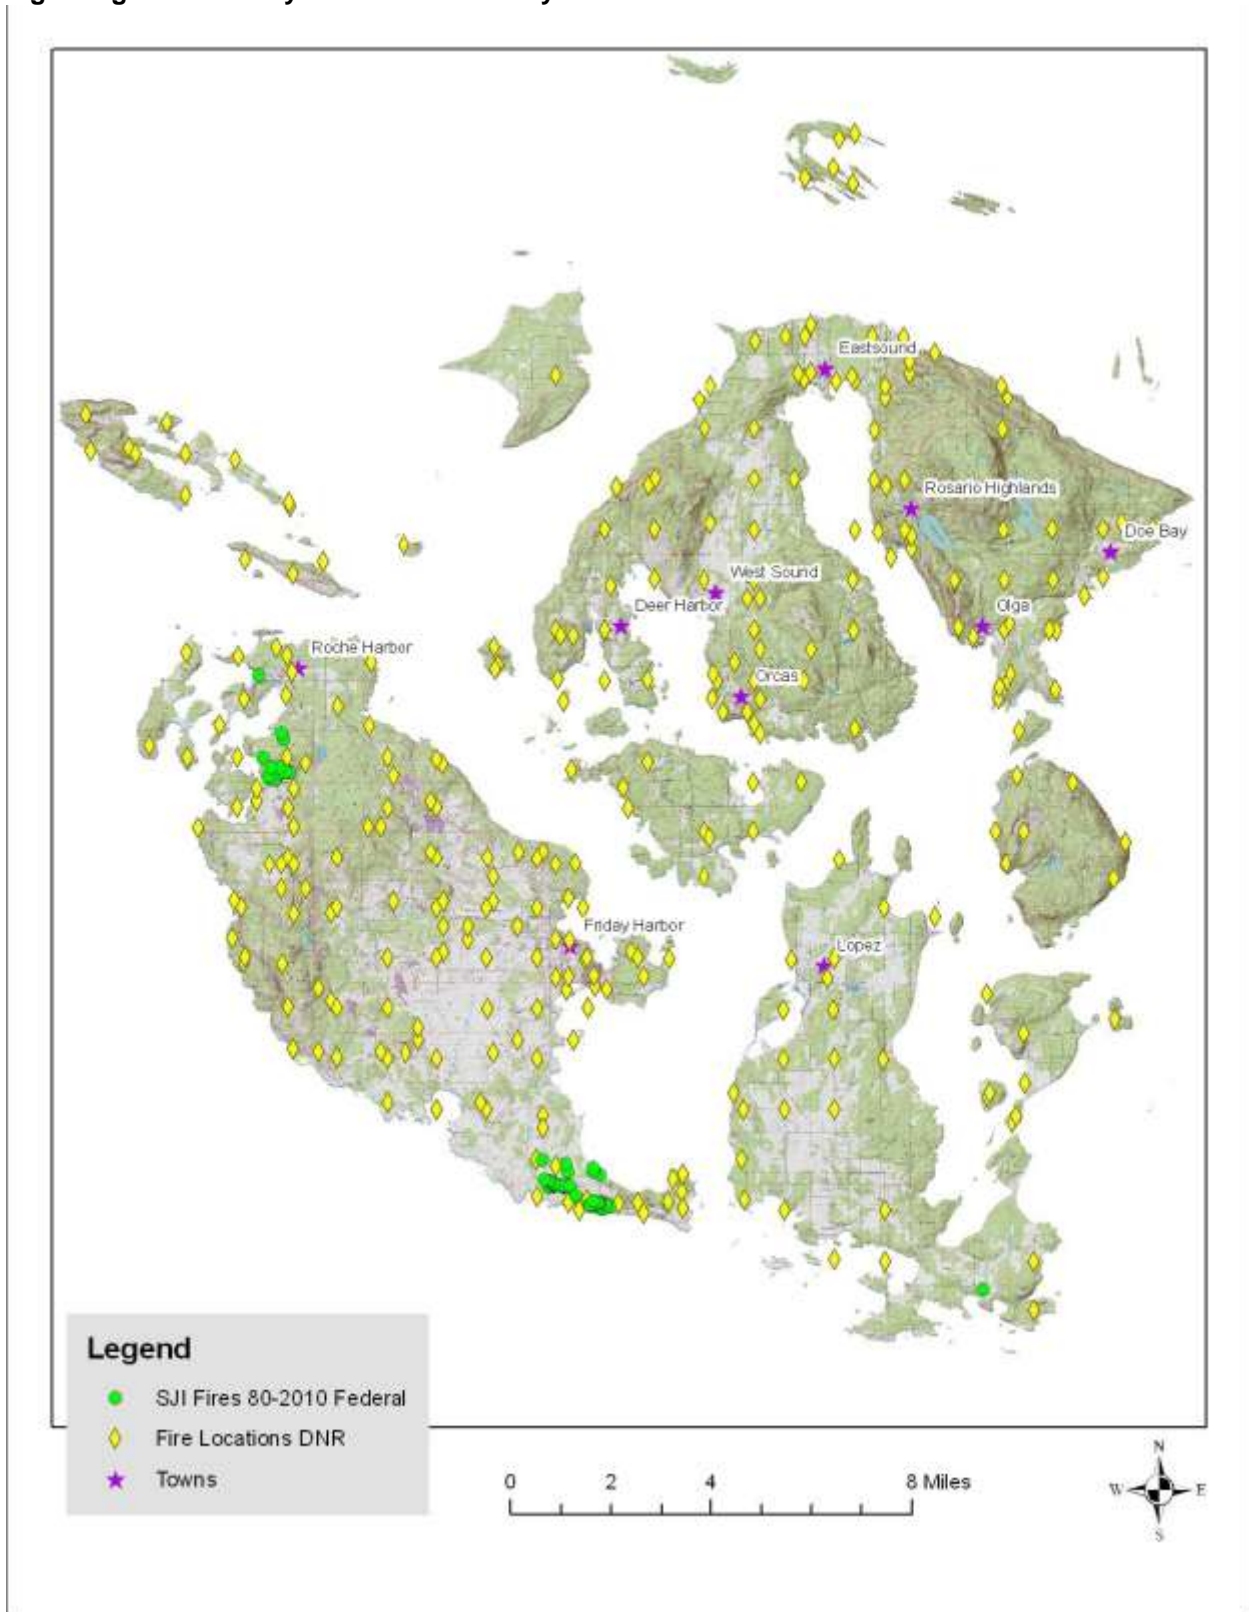 Eastsound
Rosario Highlands
Doe Bay
West Sound
Deer Harbor
Olga
Roche Harbor
Orcas
Friday Harbor
Lopez
Legend
SJI Fires 80-2010 Federal
Fire Locations DNR
Towns
0 2 4 8 Miles
N
W E
S